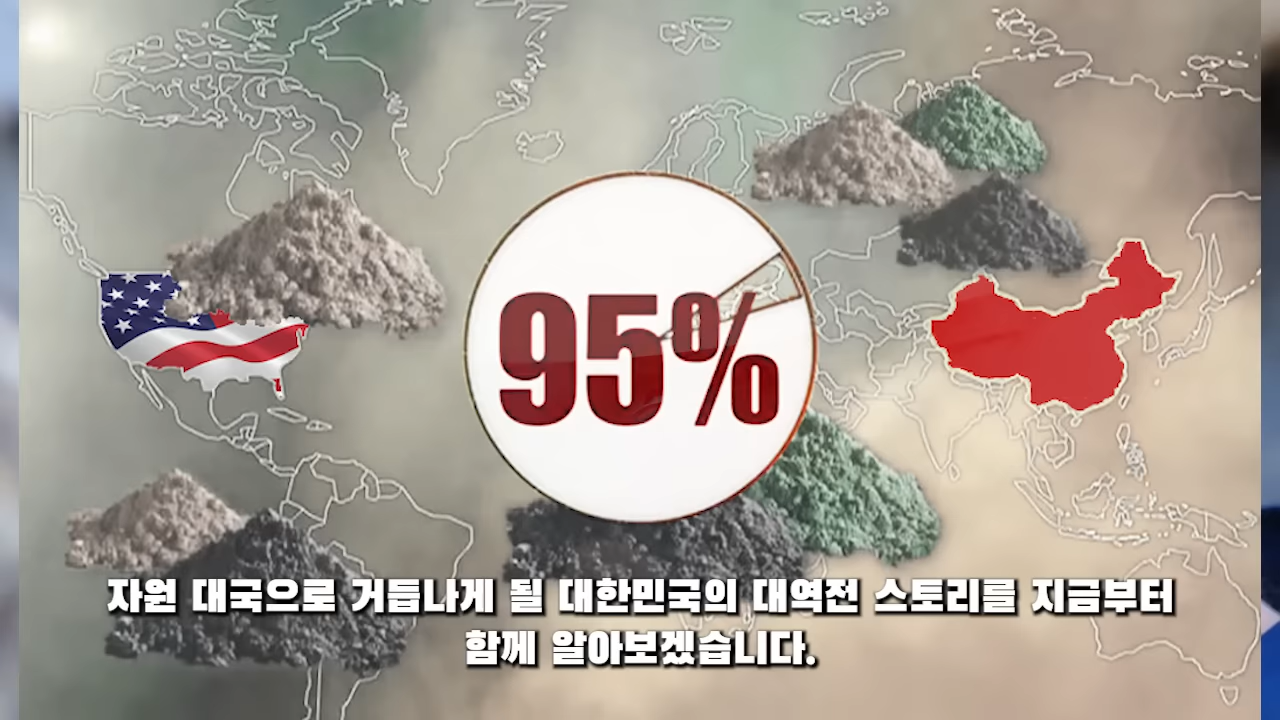 95%
자원 대국으로 거듭나게 될 대한민국의 대역전 스토리를 지금부터
함께 알아보겠습니다.